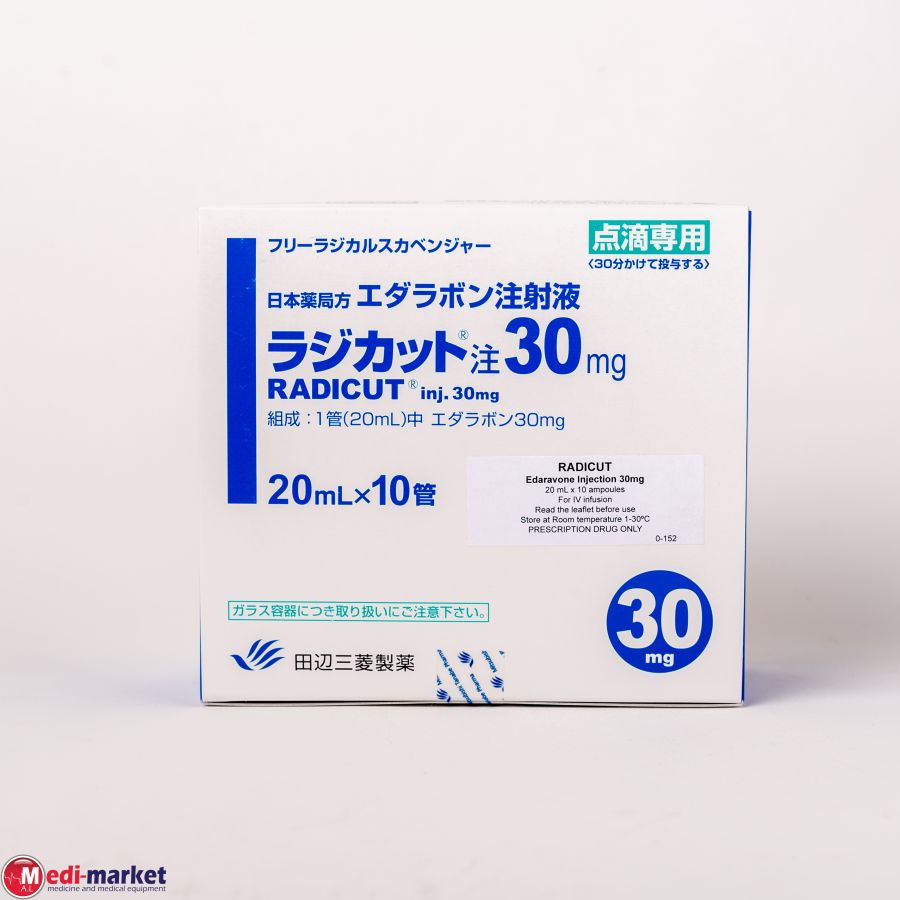 フリーラジカルスカベンジャー
点滴専用
〈30分かけて投与する〉
日本薬局方 エダラボン注射液
ラジカット®注30mg
RADICUT® inj. 30mg
組成：1管(20mL)中 エダラボン30mg
20mL×10管
RADICUT
Edaravone Injection 30mg
20 mL x 10 ampoules
For IV infusion
Read the leaflet before use
Store at Room temperature 1-30ºC
PRESCRIPTION DRUG ONLY
0-152
ガラス容器につき取り扱いにご注意下さい。
30
mg
田辺三菱製薬
Medi-market
A.L
medicine and medical equipment